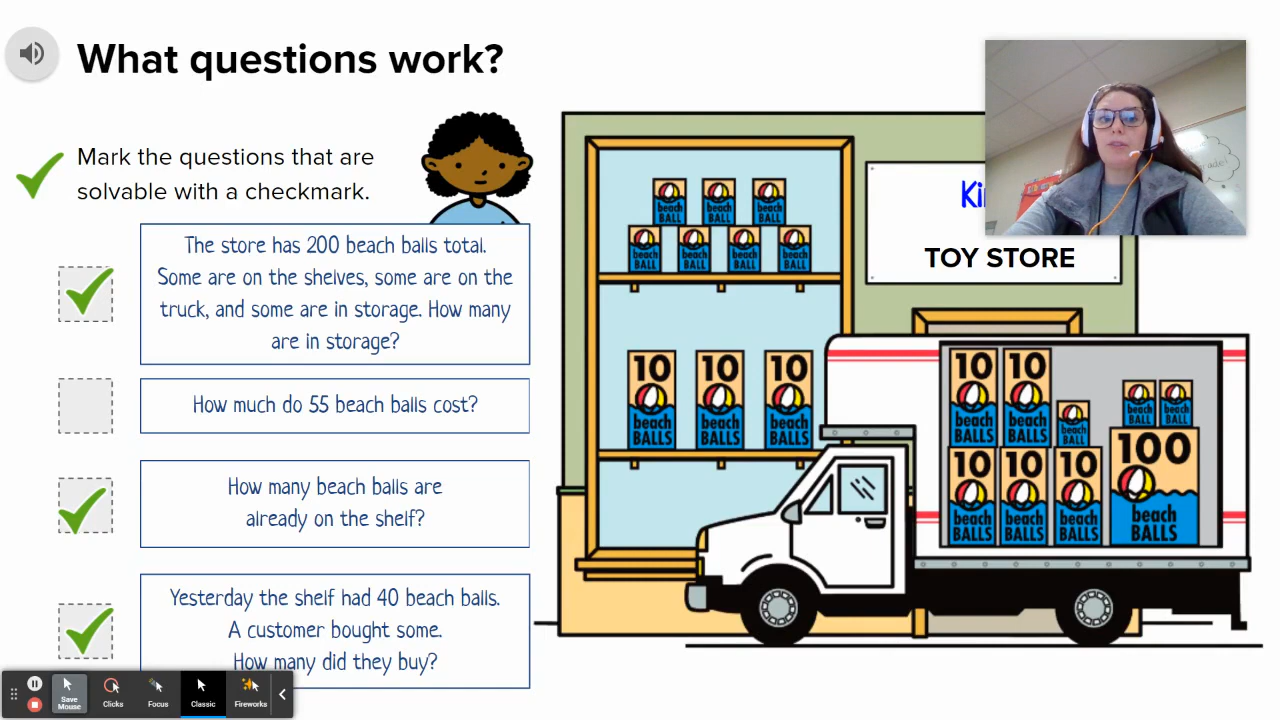 What questions work?
Mark the questions that are
solvable with a checkmark.
The store has 200 beach balls total.
Some are on the shelves, some are on the
truck, and some are in storage. How many
are in storage?
How much do 55 beach balls cost?
How many beach balls are
already on the shelf?
Yesterday the shelf had 40 beach balls.
A customer bought some.
How many did they buy?
TOY STORE
beach
BALL
beach
BALL
beach
BALL
beach
BALL
beach
BALL
beach
BALL
beach
BALL
10
beach
BALLS
10
beach
BALLS
10
beach
BALLS
10
beach
BALLS
10
beach
BALLS
beach
BALL
beach
BALL
beach
BALL
10
beach
BALLS
10
beach
BALLS
10
beach
BALLS
100
beach
BALLS
Save
Mouse
Clicks
Focus
Classic
Fireworks